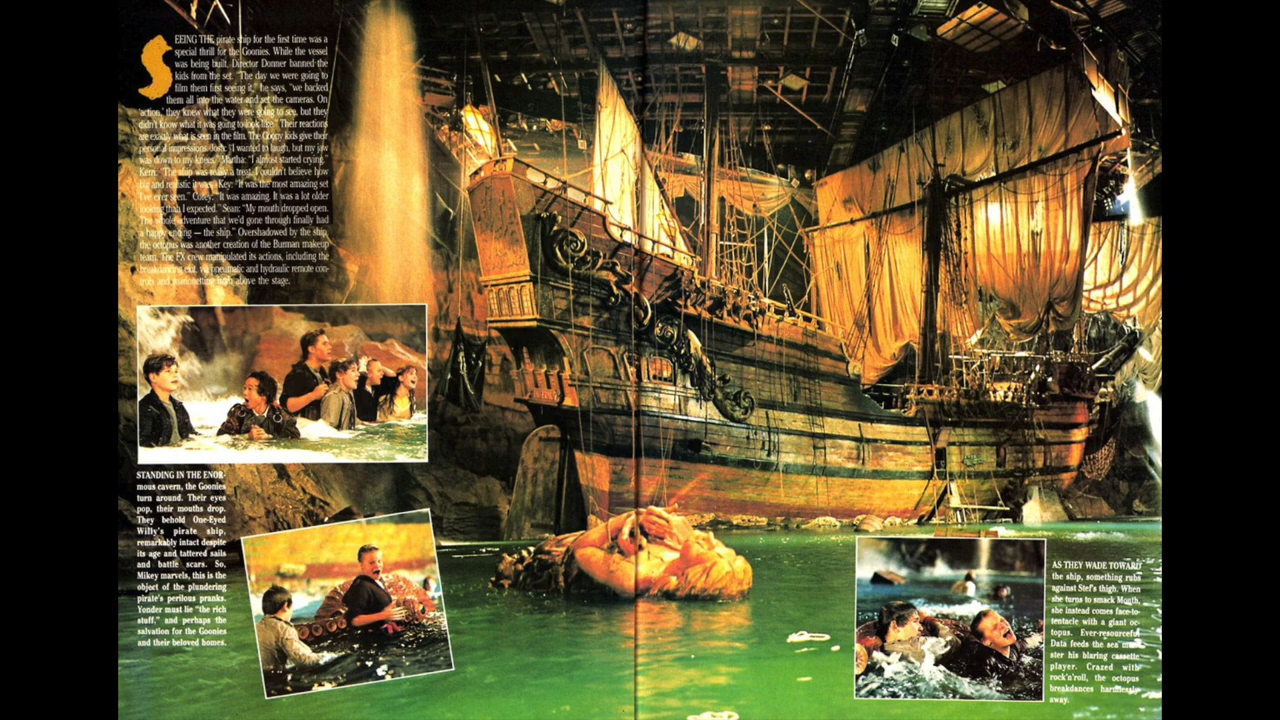 SEEING THE pirate ship for the first time was a
special thrill for the Goonies. While the vessel
was being built, Director Donner banned the
kids from the set. "The day we were going to
film them first seeing it," he says, "we backed
them all into the water and set the cameras. On
'action,' they knew what they were going to see, but they
didn't know what it was going to look like." Their reactions
are exactly what is seen in the film. The Goony kids give their
personal impressions. Josh: "I wanted to laugh, but my jaw
was down to my knees." Martha: "I almost started crying."
Kerri: "The ship was really a treat. I couldn't believe how
big and realistic it was." Key: "It was the most amazing set
I've ever seen." Corey: "It was amazing. It was a lot older
looking than I expected." Sean: "My mouth dropped open.
The whole adventure that we'd gone through finally had
a happy ending — the ship." Overshadowed by the ship,
the octopus was another creation of the Burman makeup
team. The FX crew manipulated its actions, including the
breakdancing exit, via pneumatic and hydraulic remote con-
trols and marionetting high above the stage.
STANDING IN THE ENOR-
mous cavern, the Goonies
turn around. Their eyes
pop, their mouths drop.
They behold One-Eyed
Willy's pirate ship,
remarkably intact despite
its age and tattered sails
and battle scars. So,
Mikey marvels, this is the
object of the plundering
pirate's perilous pranks.
Yonder must lie "the rich
stuff," and perhaps the
salvation for the Goonies
and their beloved homes.
AS THEY WADE TOWARD
the ship, something rubs
against Stef's thigh. When
she turns to smack Mouth,
she instead comes face-to-
tentacle with a giant oc-
topus. Ever-resourceful
Data feeds the sea mon-
ster his blaring cassette
player. Crazed with
rock'n'roll, the octopus
breakdances harmlessly
away.